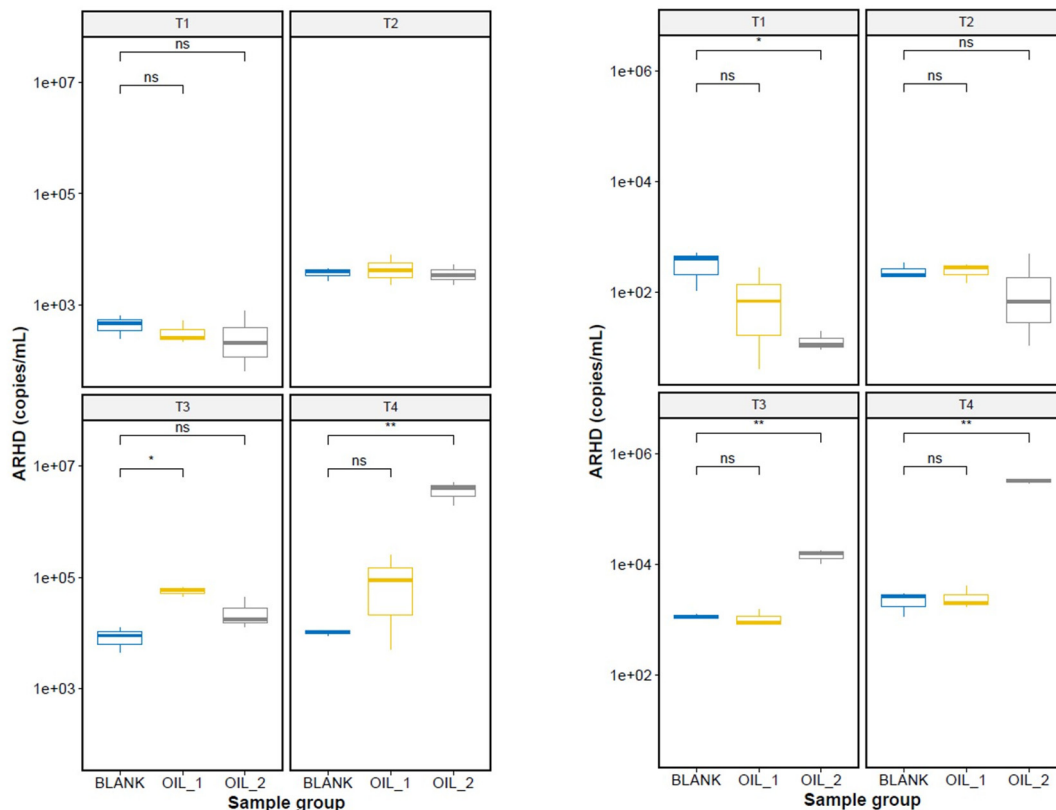 T1
T2
ns
ns
1e+07
1e+05
1e+03
T3
T4
ns
*
**
ns
1e+07
1e+05
1e+03
ARHD (copies/mL)
BLANK OIL_1 OIL_2
BLANK OIL_1 OIL_2
Sample group
T1
T2
*
ns
ns
ns
1e+06
1e+04
1e+02
T3
T4
**
ns
**
ns
1e+06
1e+04
1e+02
ARHD (copies/mL)
BLANK OIL_1 OIL_2
BLANK OIL_1 OIL_2
Sample group